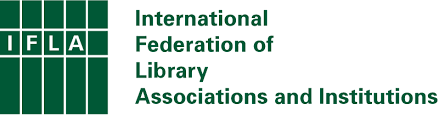 IFLA
International
Federation of
Library
Associations and Institutions